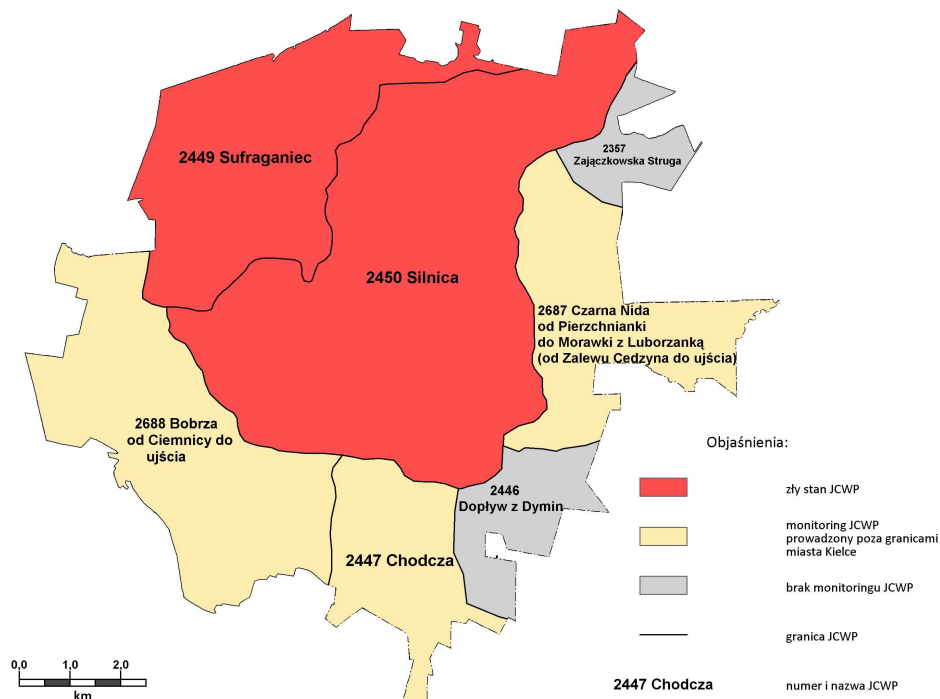 2449 Sufraganiec
2357
Zajączkowska Struga
2450 Silnica
2687 Czarna Nida
od Pierzchnianki
do Morawki z Luborzanką
(od Zalewu Cedzyna do ujścia)
2688 Bobrza
od Ciemnicy do
ujścia
2446
Dopływ z Dymin
2447 Chodcza
Objaśnienia:
zły stan JCWP
monitoring JCWP
prowadzony poza granicami
miasta Kielce
brak monitoringu JCWP
granica JCWP
2447 Chodcza
numer i nazwa JCWP
0,0 1,0 2,0
km